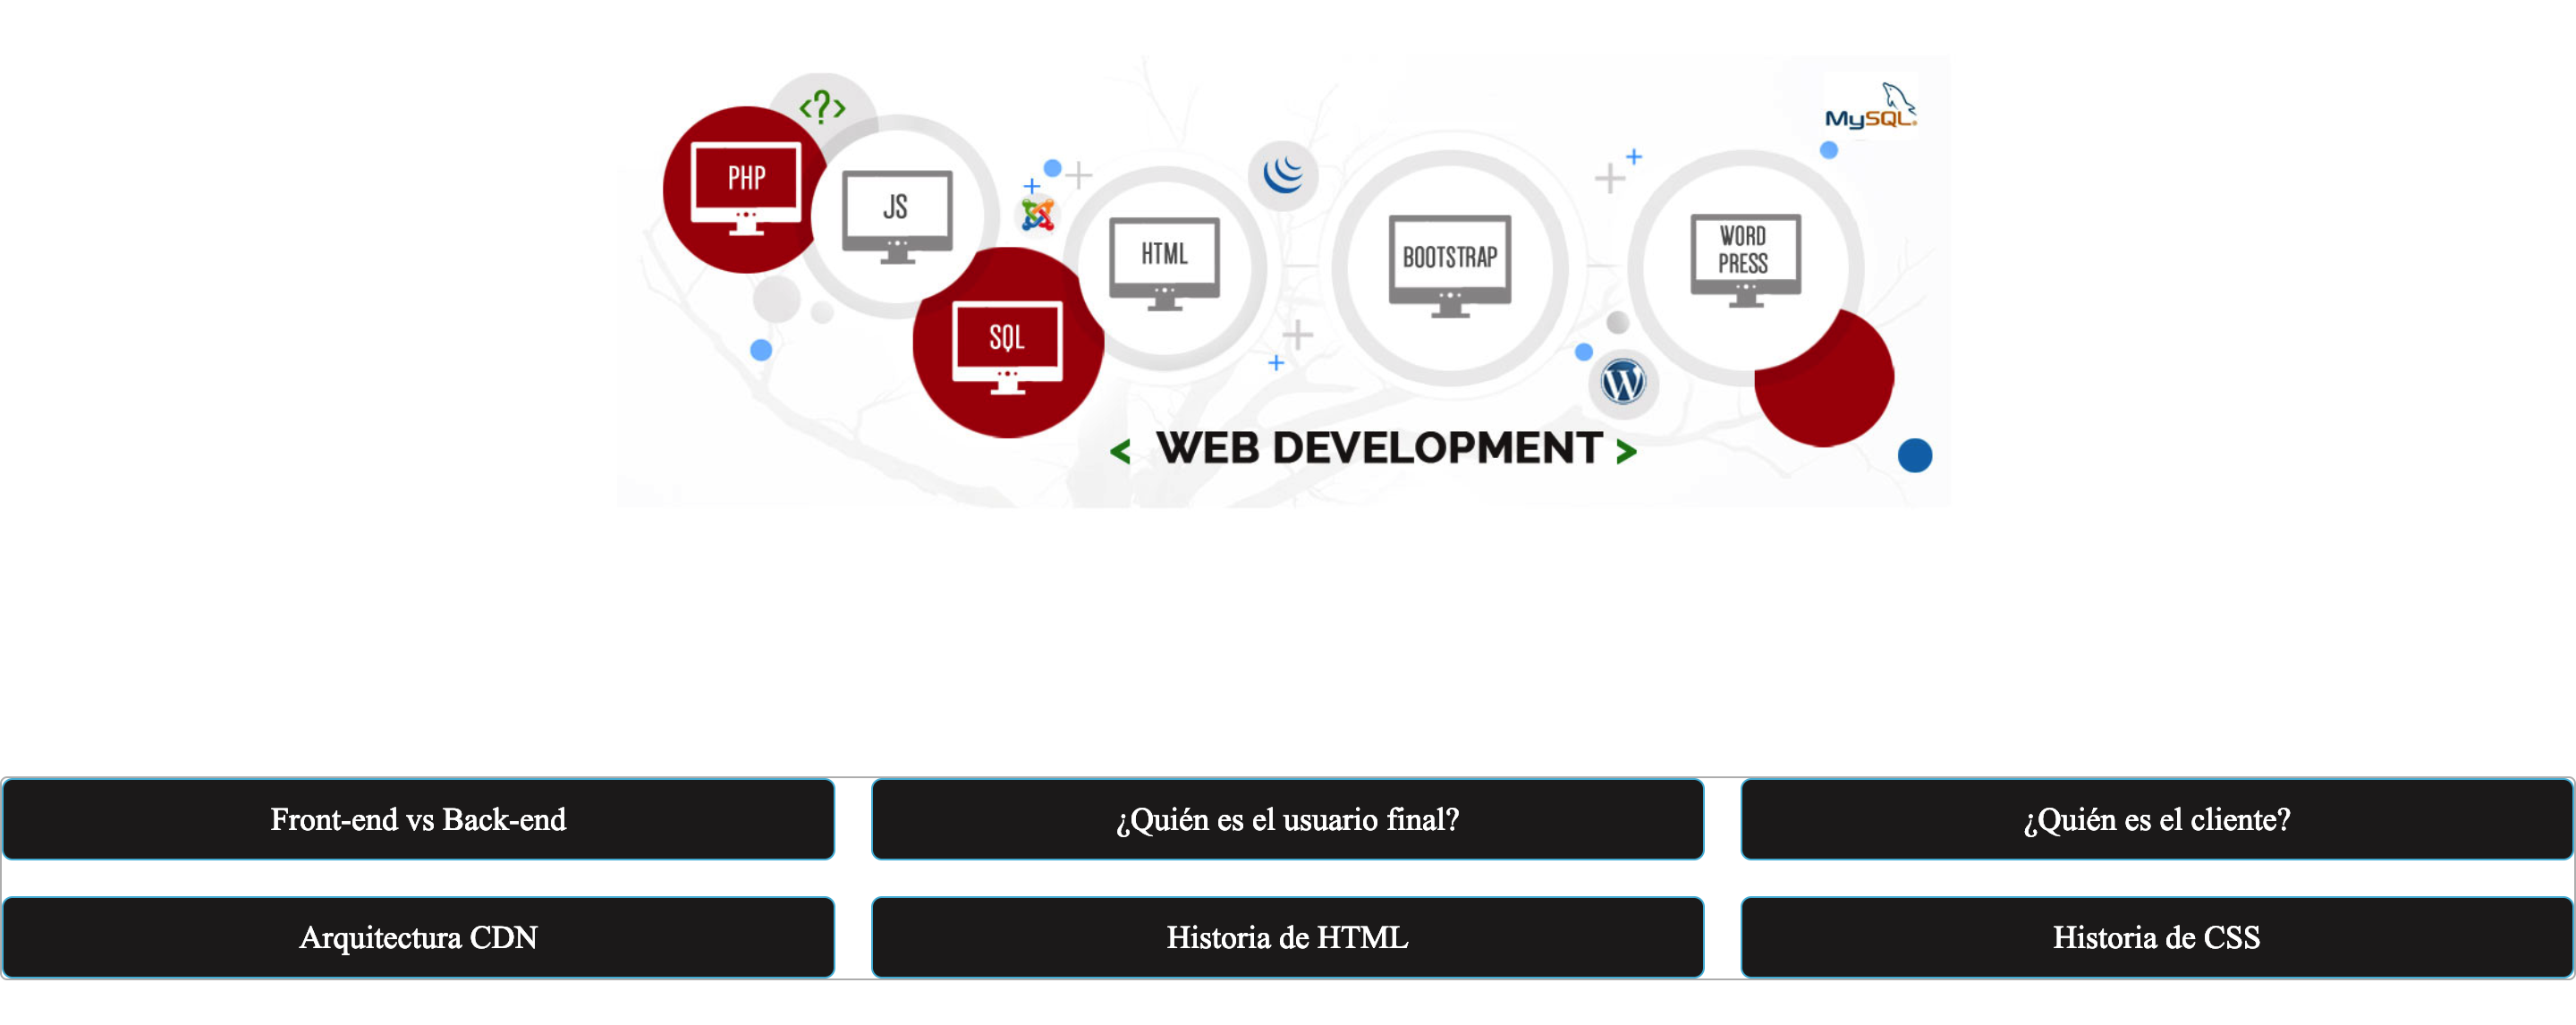 <?>
MySQL
PHP
JS
HTML
BOOTSTRAP
WORD
PRESS
SQL
< WEB DEVELOPMENT >
Front-end vs Back-end
¿Quién es el usuario final?
¿Quién es el cliente?
Arquitectura CDN
Historia de HTML
Historia de CSS